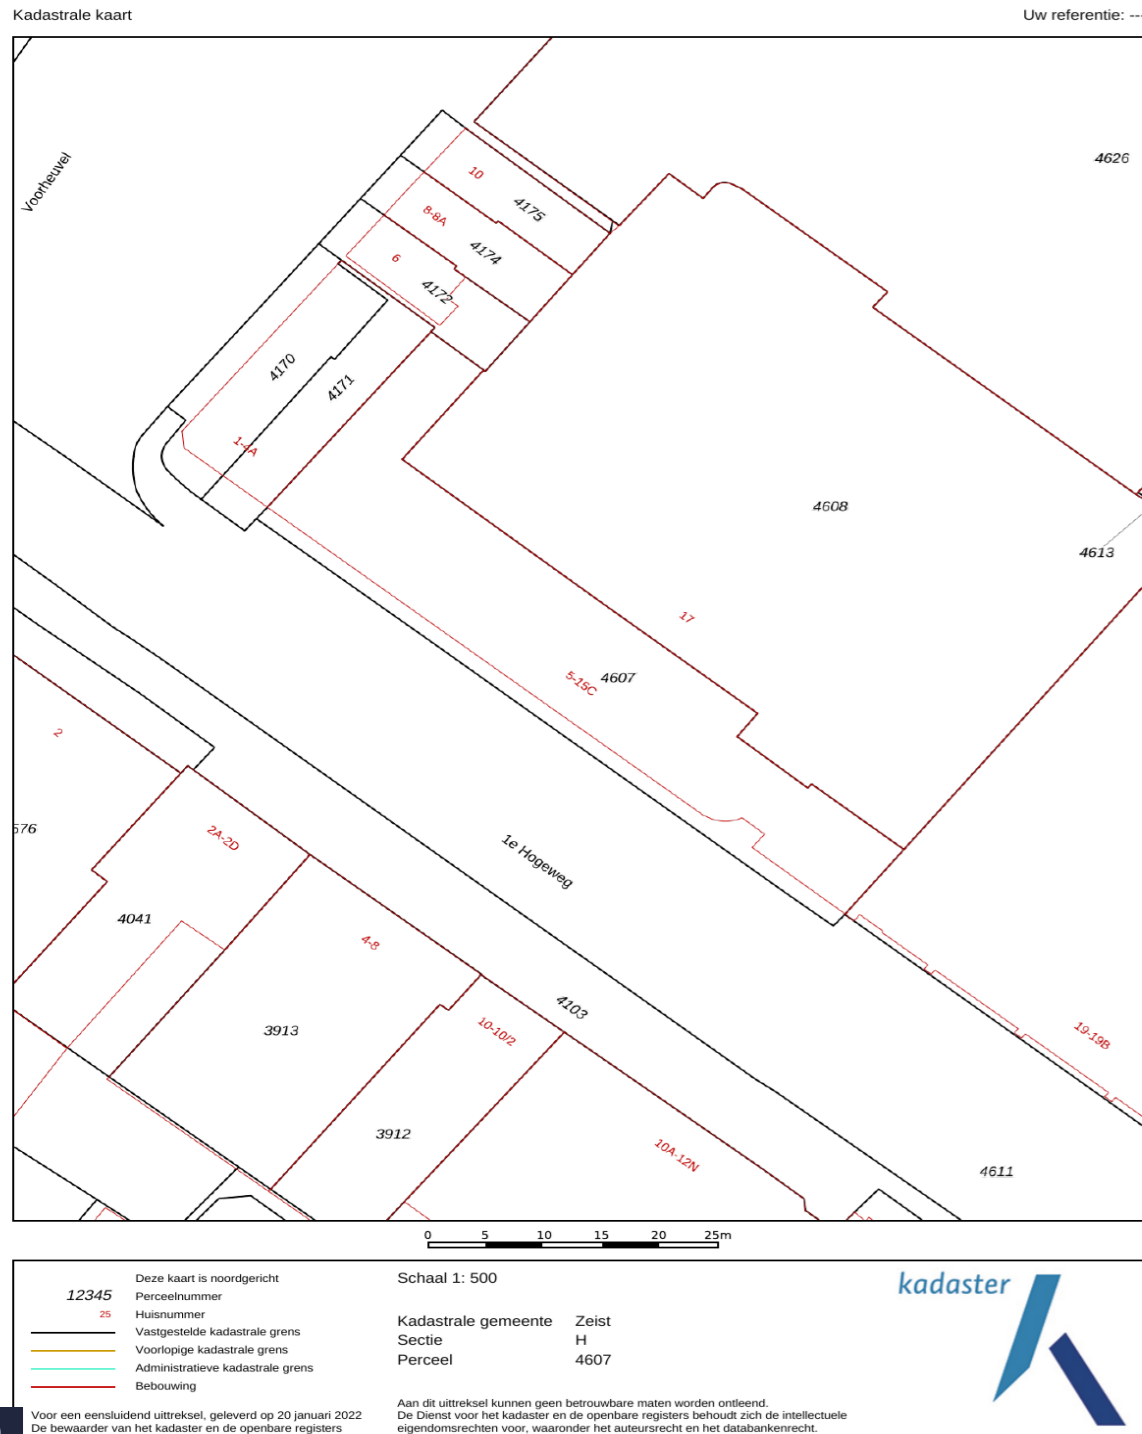 Kadastrale kaart
Uw referentie: --
Voorheuvel
4626
10
4175
8-8A
4174
6
4172
4170
4171
1-4A
4608
4613
17
5-15C
4607
2
576
2A-2D
1e Hogeweg
4041
4-8
4103
3913
10-10/2
19-19B
3912
10A-12N
4611
0 5 10 15 20 25m
Deze kaart is noordgericht
12345 Perceelnummer
25 Huisnummer
Vastgestelde kadastrale grens
Voorlopige kadastrale grens
Administratieve kadastrale grens
Bebouwing
Voor een eensluidend uittreksel, geleverd op 20 januari 2022
De bewaarder van het kadaster en de openbare registers
Schaal 1: 500
Kadastrale gemeente Zeist
Sectie H
Perceel 4607
Aan dit uittreksel kunnen geen betrouwbare maten worden ontleend.
De Dienst voor het kadaster en de openbare registers behoudt zich de intellectuele
eigendomsrechten voor, waaronder het auteursrecht en het databankenrecht.
kadaster